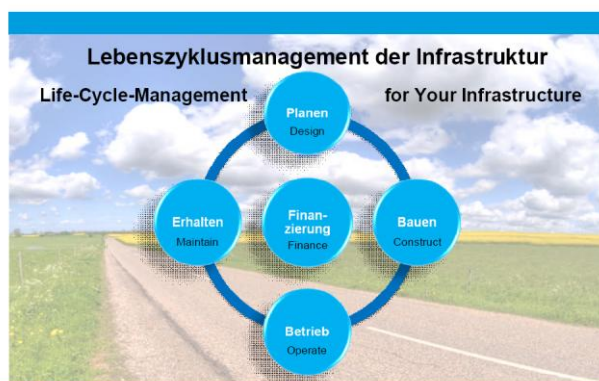 Lebenszyklusmanagement der Infrastruktur
Life-Cycle-Management for Your Infrastructure
Planen
Design
Erhalten
Maintain
Finan-
zierung
Finance
Bauen
Construct
Betrieb
Operate